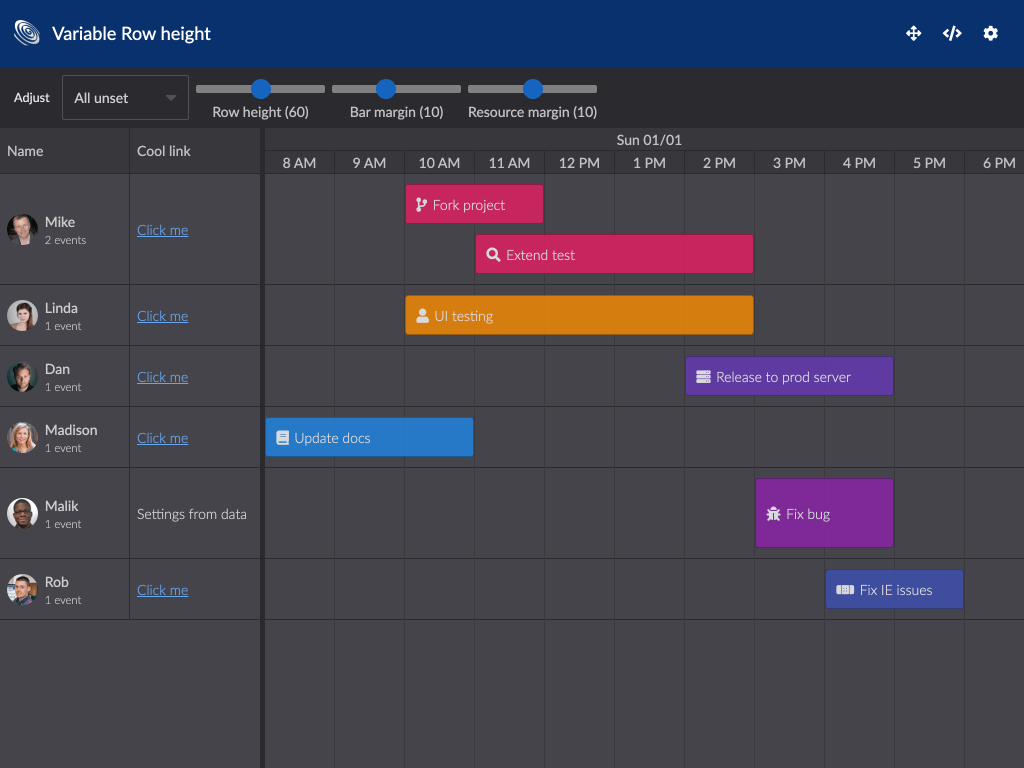 Variable Row height
Adjust
All unset
Row height (60)
Bar margin (10)
Resource margin (10)
Name
Cool link
Sun 01/01
8 AM 9 AM 10 AM 11 AM 12 PM 1 PM 2 PM 3 PM 4 PM 5 PM 6 PM
Mike
2 events
Click me
Fork project
Extend test
Linda
1 event
Click me
UI testing
Dan
1 event
Click me
Release to prod server
Madison
1 event
Click me
Update docs
Malik
1 event
Settings from data
Fix bug
Rob
1 event
Click me
Fix IE issues